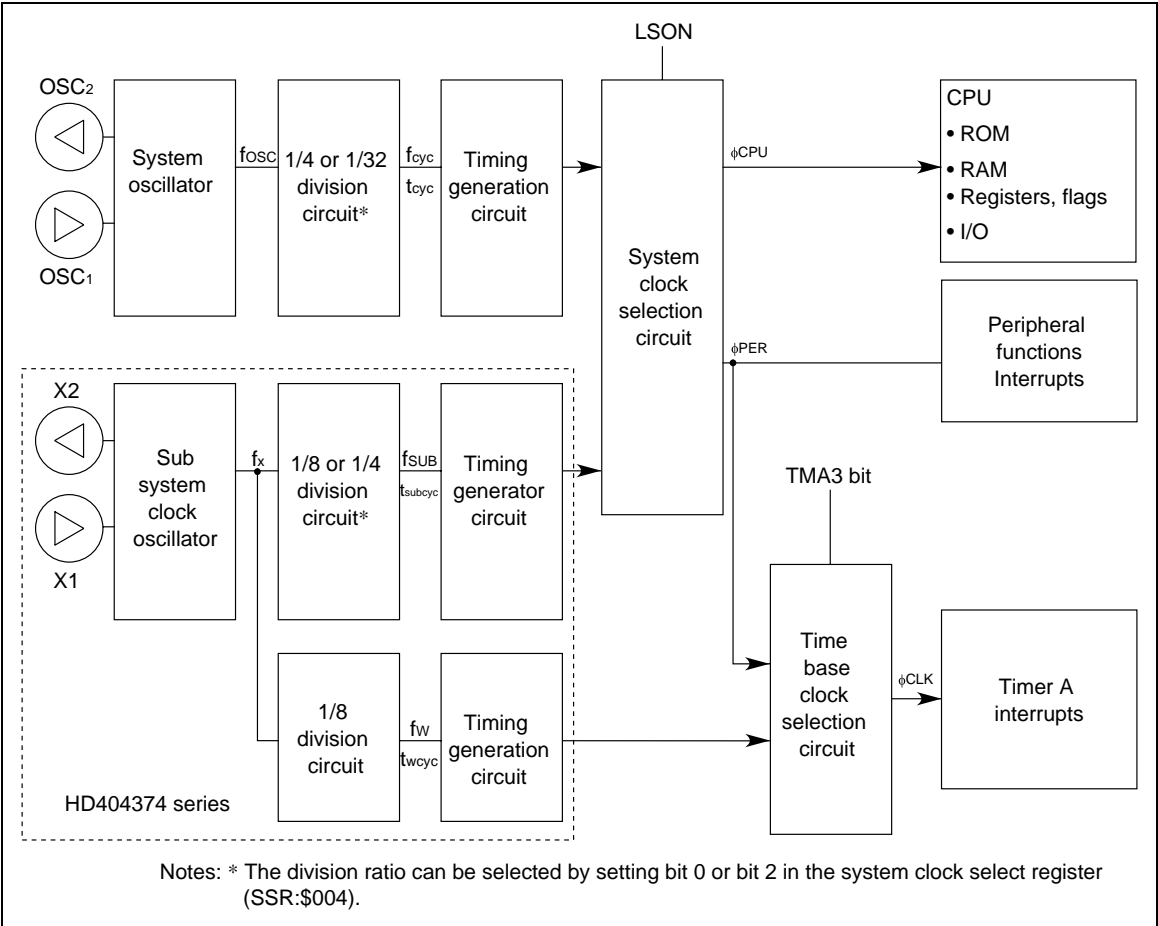 LSON
OSC2
System
oscillator
OSC1
fOSC
1/4 or 1/32
division
circuit*
fcyc
tcyc
Timing
generation
circuit
System
clock
selection
circuit
φCPU
CPU
• ROM
• RAM
• Registers, flags
• I/O
φPER
Peripheral
functions
Interrupts
X2
Sub
system
clock
oscillator
X1
fx
1/8 or 1/4
division
circuit*
fSUB
tsubcyc
Timing
generator
circuit
TMA3 bit
1/8
division
circuit
fW
twcyc
Timing
generation
circuit
Time
base
clock
selection
circuit
φCLK
Timer A
interrupts
HD404374 series
Notes: * The division ratio can be selected by setting bit 0 or bit 2 in the system clock select register
(SSR:$004).